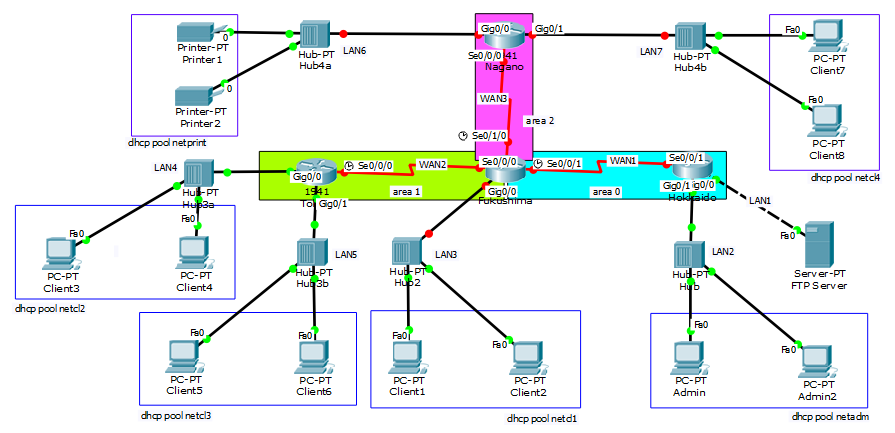 Printer-PT
Printer1
0
Hub-PT
Hub4a
LAN6
Gig0/0
Gig0/1
41
Nagano
Se0/0/0
LAN7
Hub-PT
Hub4b
Fa0
PC-PT
Client7
Printer-PT
Printer2
0
dhcp pool netprint
WAN3
area 2
Se0/1/0
Fa0
PC-PT
Client8
dhcp pool netcl4
LAN4
Hub-PT
Hub3a
Gig0/0
1941
Gig0/1
Se0/0/0
WAN2
area 1
Se0/0/0
Gig0/0
Fukushima
Se0/0/1
WAN1
area 0
Se0/0/1
Gig0/1
Gig0/0
Hokkaido
LAN1
Fa0
Server-PT
FTP Server
Fa0
PC-PT
Client3
Fa0
PC-PT
Client4
dhcp pool netcl2
Hub-PT
Hub3b
LAN5
Hub-PT
Hub2
LAN3
Hub-PT
Hub
LAN2
Fa0
PC-PT
Client5
Fa0
PC-PT
Client6
dhcp pool netcl3
Fa0
PC-PT
Client1
Fa0
PC-PT
Client2
dhcp pool netcl1
Fa0
PC-PT
Admin
Fa0
PC-PT
Admin2
dhcp pool netadm